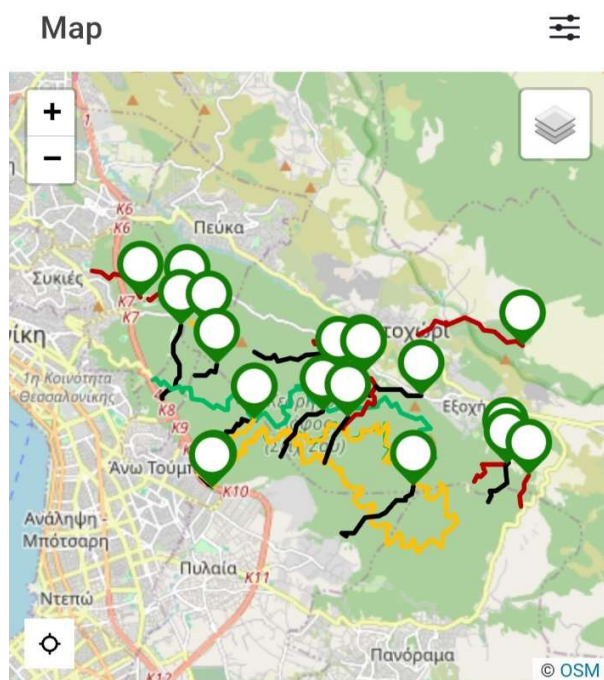 Map
+
−
1
K6
K6
Πεύκα
Συκιές
K7
K7
1η Κοινότητα
Θεσσαλονίκης
K8
K9
Εξοχή
Άνω Τούμπ
K10
Ανάληψη -
Μπότσαρη
Πυλαία
K11
Ντεπώ
Πανόραμα
K12
© OSM